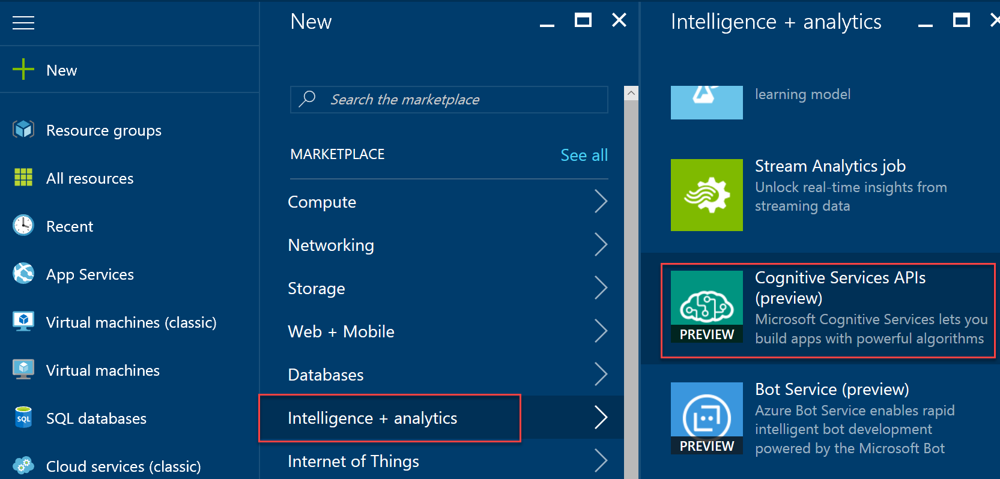 New
Resource groups
All resources
Recent
App Services
Virtual machines (classic)
Virtual machines
SQL
SQL databases
Cloud services (classic)
New
Search the marketplace
MARKETPLACE
See all
Compute
Networking
Storage
Web + Mobile
Databases
Intelligence + analytics
Internet of Things
Intelligence + analytics
learning model
Stream Analytics job
Unlock real-time insights from
streaming data
Cognitive Services APIs
(preview)
Microsoft Cognitive Services lets you
build apps with powerful algorithms
PREVIEW
Bot Service (preview)
Azure Bot Service enables rapid
intelligent bot development
powered by the Microsoft Bot
PREVIEW